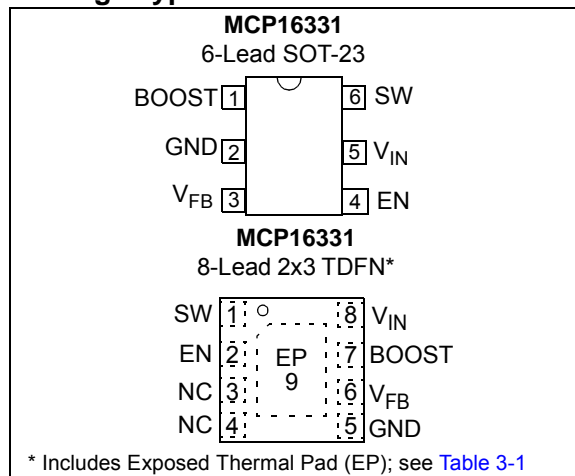 MCP16331
6-Lead SOT-23
BOOST 1 6 SW
GND 2 5 VIN
VFB 3 4 EN
MCP16331
8-Lead 2x3 TDFN*
SW 1 8 VIN
EN 2 EP 7 BOOST
NC 3 9 6 VFB
NC 4 5 GND
* Includes Exposed Thermal Pad (EP); see Table 3-1